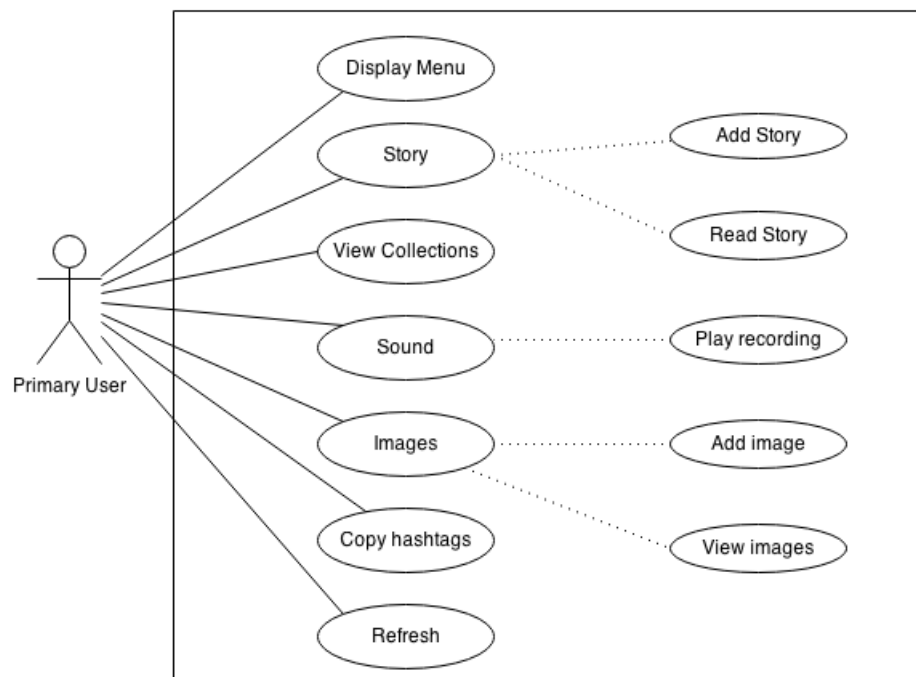 Display Menu
Story
Add Story
Read Story
View Collections
Sound
Play recording
Primary User
Images
Add image
Copy hashtags
View images
Refresh